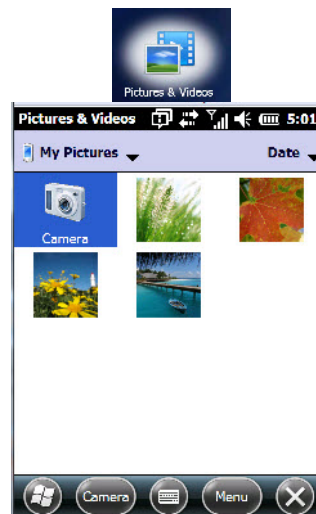 Pictures & Videos
Pictures & Videos 5:01
My Pictures Date
Camera
Camera Menu